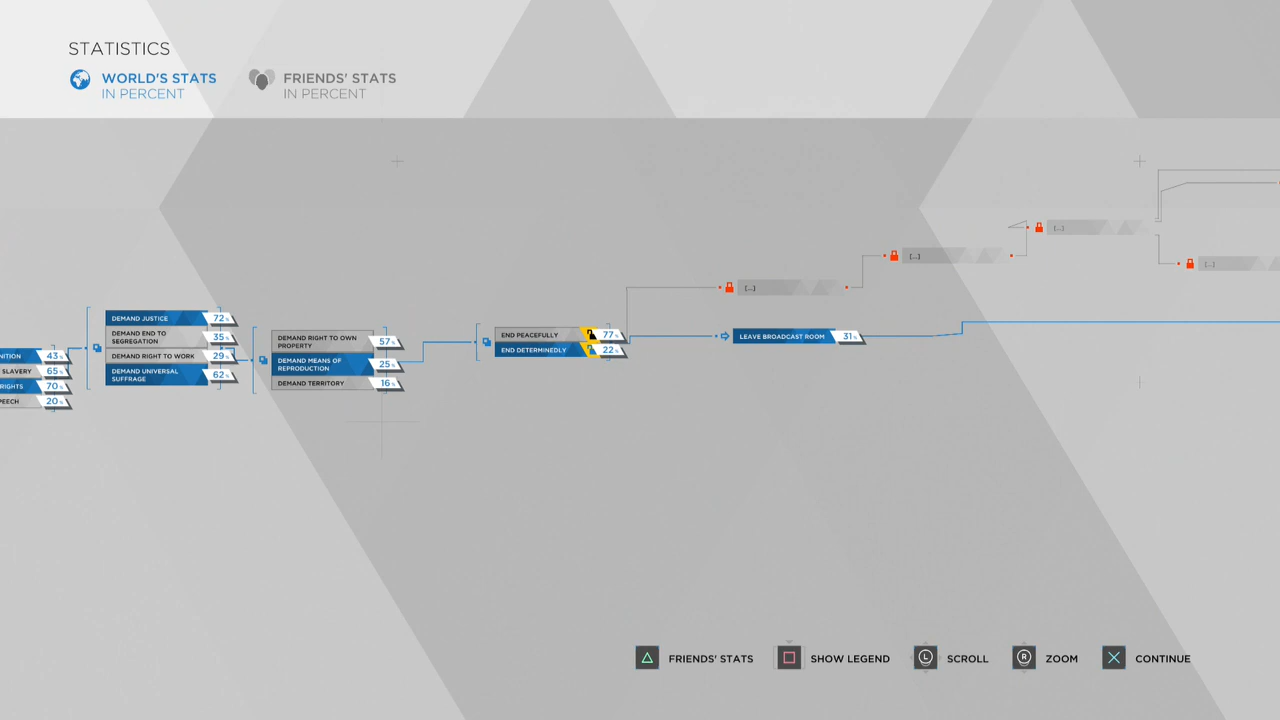 STATISTICS
WORLD'S STATS
IN PERCENT
FRIENDS' STATS
IN PERCENT
NITION 43%
SLAVERY 65%
RIGHTS 70%
PEECH 20%
DEMAND JUSTICE 72%
DEMAND END TO
SEGREGATION 35%
DEMAND RIGHT TO WORK 29%
DEMAND UNIVERSAL
SUFFRAGE 62%
DEMAND RIGHT TO OWN
PROPERTY 57%
DEMAND MEANS OF
REPRODUCTION 25%
DEMAND TERRITORY 16%
END PEACEFULLY 77%
END DETERMINEDLY 22%
[...]
LEAVE BROADCAST ROOM 31%
[...]
[...]
[...]
FRIENDS' STATS
SHOW LEGEND
L SCROLL
R ZOOM
CONTINUE